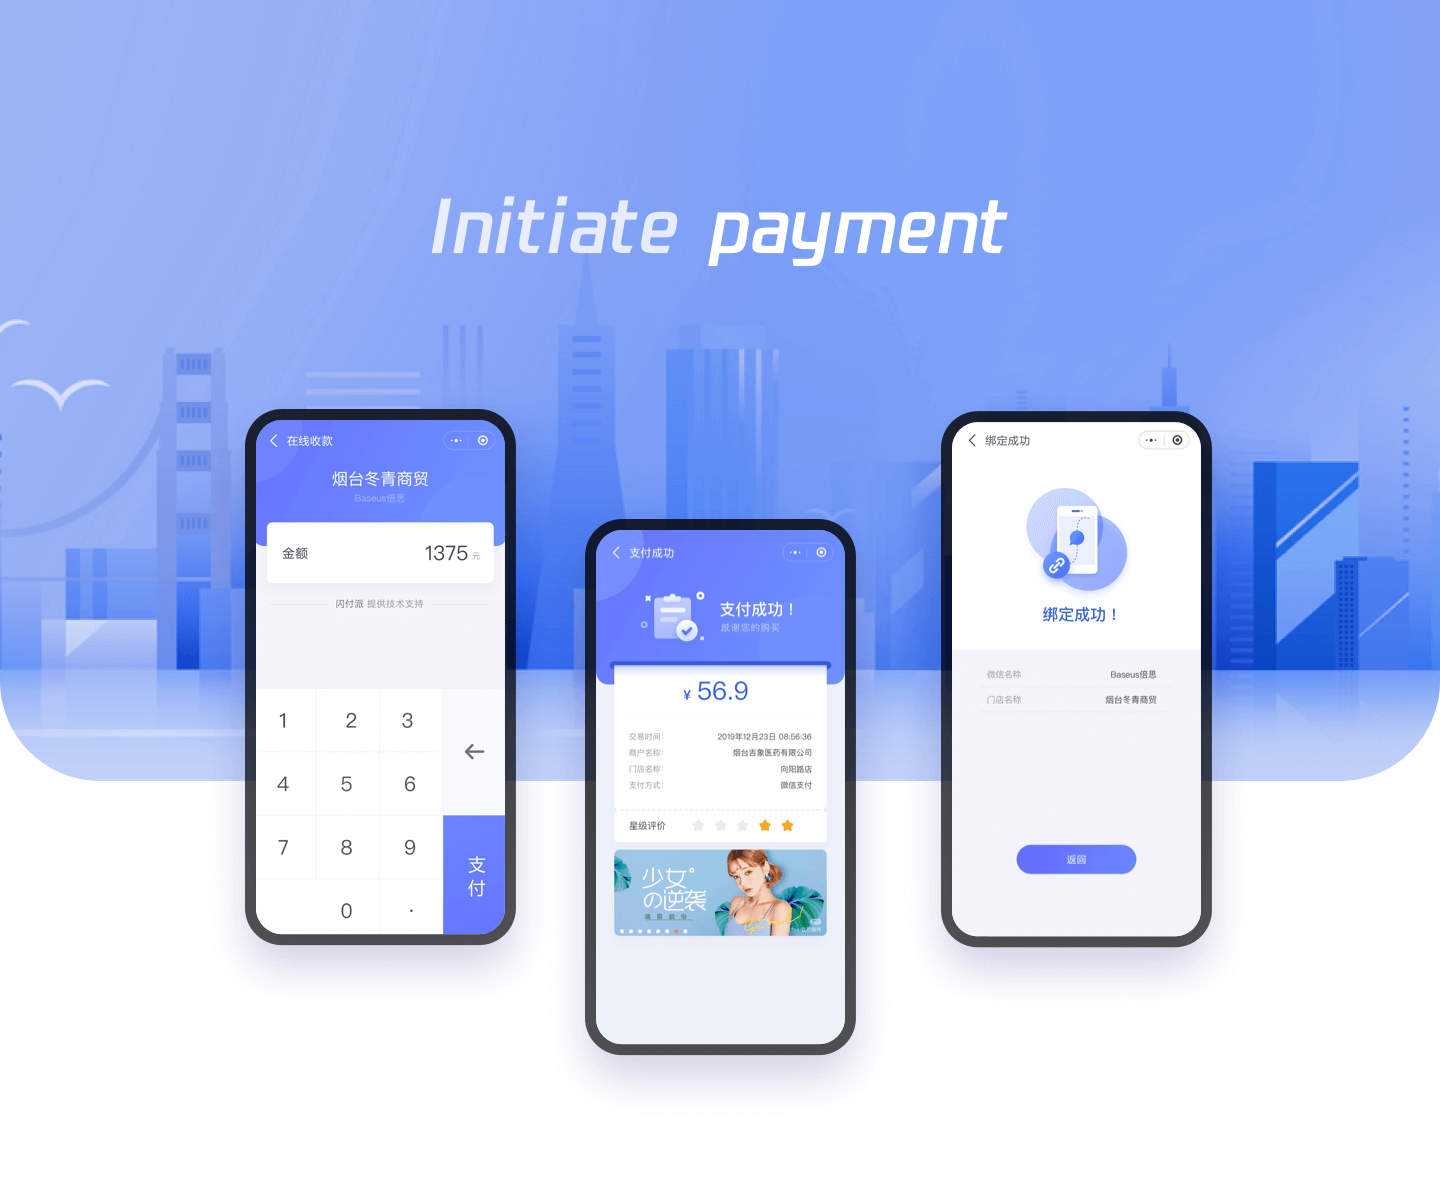 Initiate payment
在线收款
烟台冬青商贸
Baseus倍思
金额 1375 元
闪付派 提供技术支持
1 2 3
4 5 6
7 8 9
0 .
支
付
支付成功
支付成功！
感谢您的购买
¥ 56.9
交易时间： 2019年12月23日 08:56:36
商户名称： 烟台吉象医药有限公司
门店名称： 向阳路店
支付方式： 微信支付
星级评价
少女
の逆袭
绑定成功
绑定成功！
微信名称 Baseus倍思
门店名称 烟台冬青商贸
返回